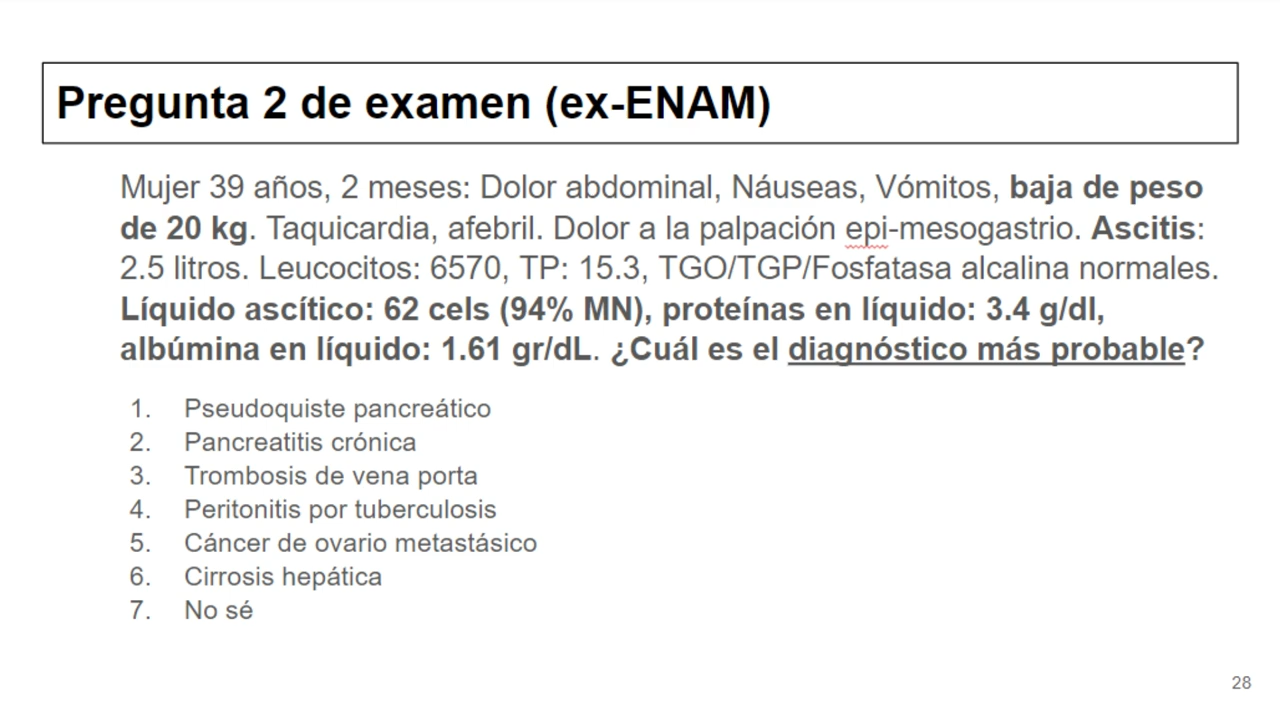 Pregunta 2 de examen (ex-ENAM)
Mujer 39 años, 2 meses: Dolor abdominal, Náuseas, Vómitos, baja de peso
de 20 kg. Taquicardia, afebril. Dolor a la palpación epi-mesogastrio. Ascitis:
2.5 litros. Leucocitos: 6570, TP: 15.3, TGO/TGP/Fosfatasa alcalina normales.
Líquido ascítico: 62 cels (94% MN), proteínas en líquido: 3.4 g/dl,
albúmina en líquido: 1.61 gr/dL. ¿Cuál es el diagnóstico más probable?
1. Pseudoquiste pancreático
2. Pancreatitis crónica
3. Trombosis de vena porta
4. Peritonitis por tuberculosis
5. Cáncer de ovario metastásico
6. Cirrosis hepática
7. No sé
28